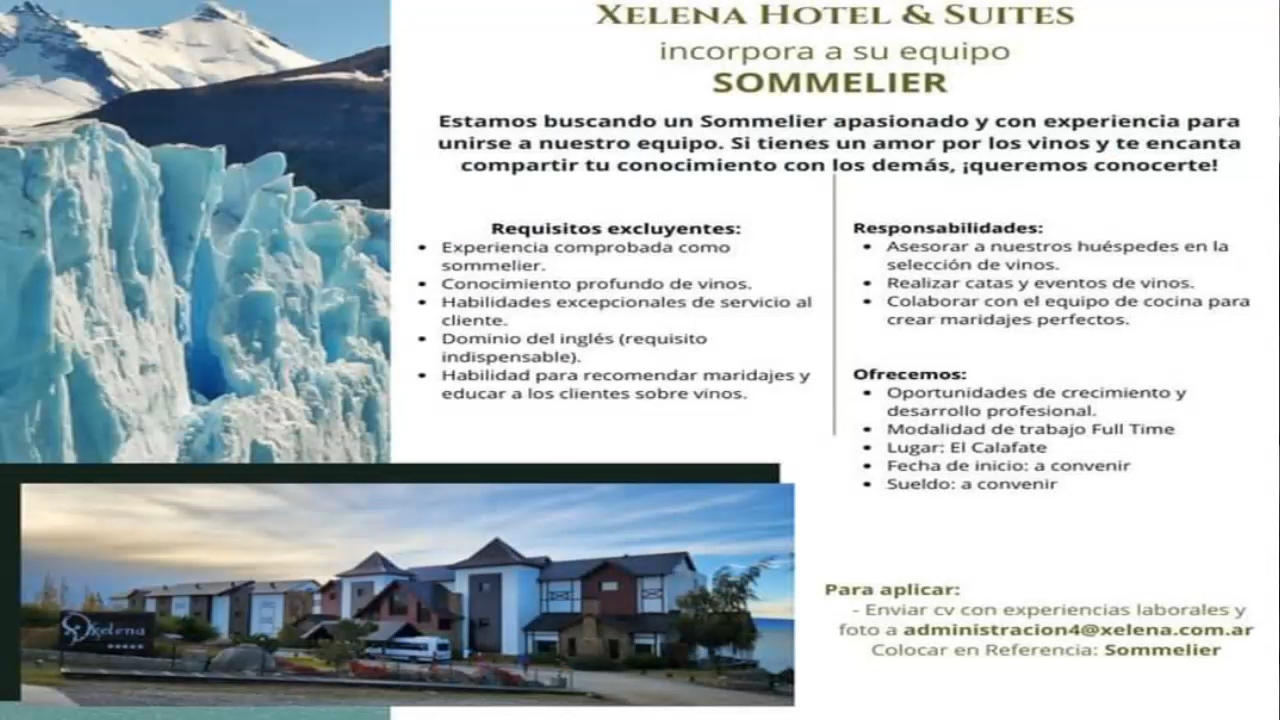 XELENA HOTEL & SUITES
incorpora a su equipo
SOMMELIER
Estamos buscando un Sommelier apasionado y con experiencia para
unirse a nuestro equipo. Si tienes un amor por los vinos y te encanta
compartir tu conocimiento con los demás, ¡queremos conocerte!
Requisitos excluyentes:
• Experiencia comprobada como
sommelier.
• Conocimiento profundo de vinos.
• Habilidades excepcionales de servicio al
cliente.
• Dominio del inglés (requisito
indispensable).
• Habilidad para recomendar maridajes y
educar a los clientes sobre vinos.
Responsabilidades:
• Asesorar a nuestros huéspedes en la
selección de vinos.
• Realizar catas y eventos de vinos.
• Colaborar con el equipo de cocina para
crear maridajes perfectos.
Ofrecemos:
• Oportunidades de crecimiento y
desarrollo profesional.
• Modalidad de trabajo Full Time
• Lugar: El Calafate
• Fecha de inicio: a convenir
• Sueldo: a convenir
Para aplicar:
- Enviar cv con experiencias laborales y
foto a administracion4@xelena.com.ar
Colocar en Referencia: Sommelier
xelena